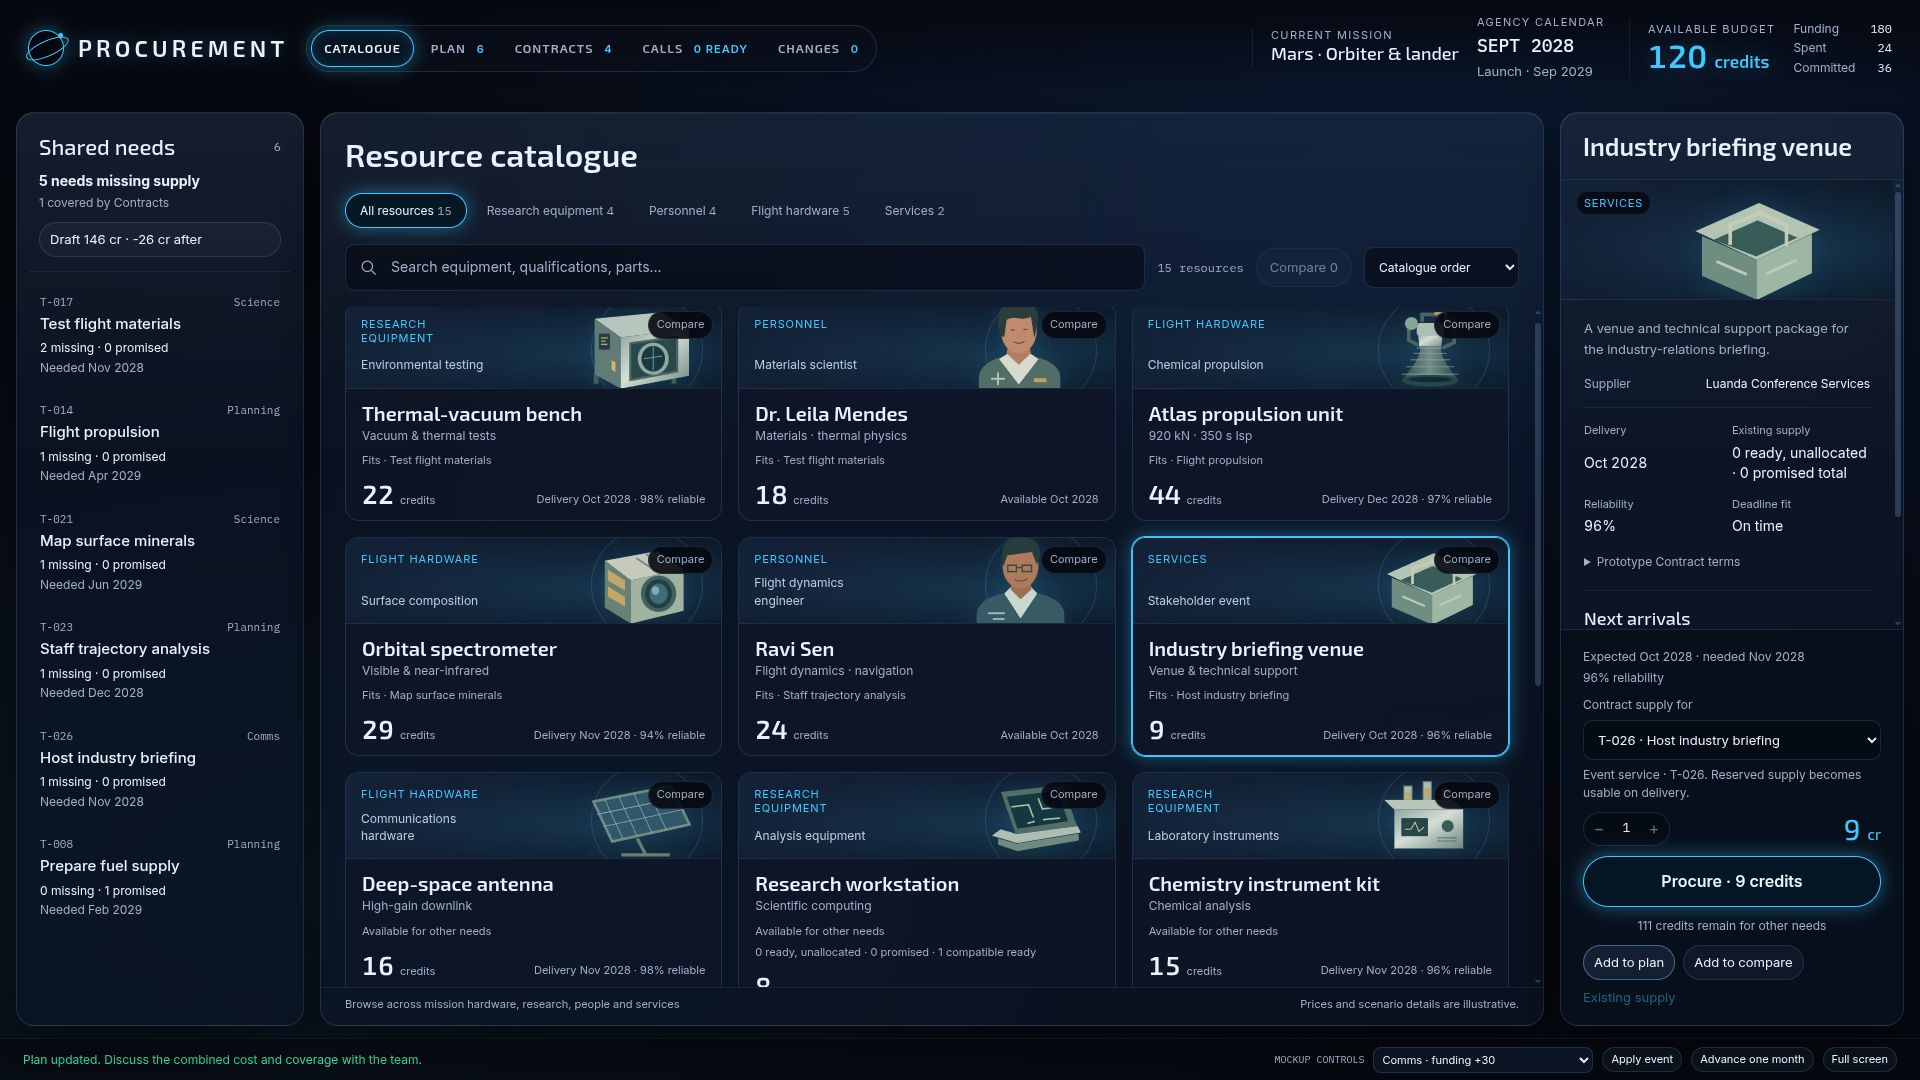 PROCUREMENT
CATALOGUE
PLAN 6
CONTRACTS 4
CALLS 0 READY
CHANGES 0
CURRENT MISSION
Mars · Orbiter & lander
AGENCY CALENDAR
SEPT 2028
Launch · Sep 2029
AVAILABLE BUDGET
120 credits
Funding 180
Spent 24
Committed 36
Shared needs 6
5 needs missing supply
1 covered by Contracts
Draft 146 cr · -26 cr after
T-017 Science
Test flight materials
2 missing · 0 promised
Needed Nov 2028
T-014 Planning
Flight propulsion
1 missing · 0 promised
Needed Apr 2029
T-021 Science
Map surface minerals
1 missing · 0 promised
Needed Jun 2029
T-023 Planning
Staff trajectory analysis
1 missing · 0 promised
Needed Dec 2028
T-026 Comms
Host industry briefing
1 missing · 0 promised
Needed Nov 2028
T-008 Planning
Prepare fuel supply
0 missing · 1 promised
Needed Feb 2029
Resource catalogue
All resources 15
Research equipment 4
Personnel 4
Flight hardware 5
Services 2
Search equipment, qualifications, parts...
15 resources
Compare 0
Catalogue order
RESEARCH
EQUIPMENT
Compare
Environmental testing
Thermal-vacuum bench
Vacuum & thermal tests
Fits · Test flight materials
22 credits
Delivery Oct 2028 · 98% reliable
PERSONNEL
Compare
Materials scientist
Dr. Leila Mendes
Materials · thermal physics
Fits · Test flight materials
18 credits
Available Oct 2028
FLIGHT HARDWARE
Compare
Chemical propulsion
Atlas propulsion unit
920 kN · 350 s Isp
Fits · Flight propulsion
44 credits
Delivery Dec 2028 · 97% reliable
FLIGHT HARDWARE
Compare
Surface composition
Orbital spectrometer
Visible & near-infrared
Fits · Map surface minerals
29 credits
Delivery Nov 2028 · 94% reliable
PERSONNEL
Compare
Flight dynamics
engineer
Ravi Sen
Flight dynamics · navigation
Fits · Staff trajectory analysis
24 credits
Available Oct 2028
SERVICES
Compare
Stakeholder event
Industry briefing venue
Venue & technical support
Fits · Host industry briefing
9 credits
Delivery Oct 2028 · 96% reliable
FLIGHT HARDWARE
Compare
Communications
hardware
Deep-space antenna
High-gain downlink
Available for other needs
16 credits
Delivery Nov 2028 · 98% reliable
RESEARCH
EQUIPMENT
Compare
Analysis equipment
Research workstation
Scientific computing
Available for other needs
0 ready, unallocated · 0 promised · 1 compatible ready
RESEARCH
EQUIPMENT
Compare
Laboratory instruments
Chemistry instrument kit
Chemical analysis
Available for other needs
15 credits
Delivery Nov 2028 · 96% reliable
Browse across mission hardware, research, people and services
Prices and scenario details are illustrative.
Industry briefing venue
SERVICES
A venue and technical support package for
the industry-relations briefing.
Supplier Luanda Conference Services
Delivery
Oct 2028
Existing supply
0 ready, unallocated
· 0 promised total
Reliability
96%
Deadline fit
On time
Prototype Contract terms
Next arrivals
Expected Oct 2028 · needed Nov 2028
96% reliability
Contract supply for
T-026 · Host industry briefing
Event service · T-026. Reserved supply becomes
usable on delivery.
− 1 +
9 cr
Procure · 9 credits
111 credits remain for other needs
Add to plan
Add to compare
Existing supply
Plan updated. Discuss the combined cost and coverage with the team.
MOCKUP CONTROLS
Comms · funding +30
Apply event
Advance one month
Full screen